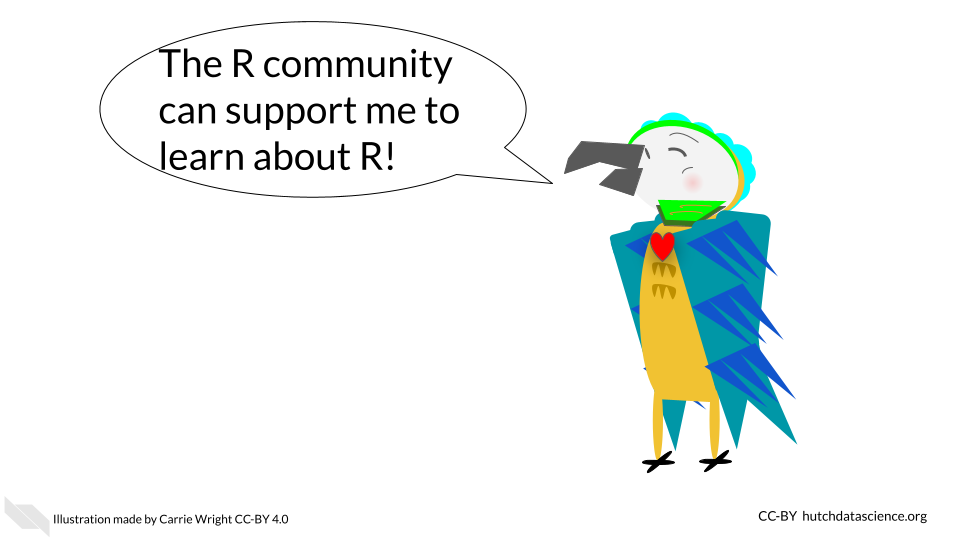 The R community
can support me to
learn about R!
Illustration made by Carrie Wright CC-BY 4.0
CC-BY hutchdatascience.org